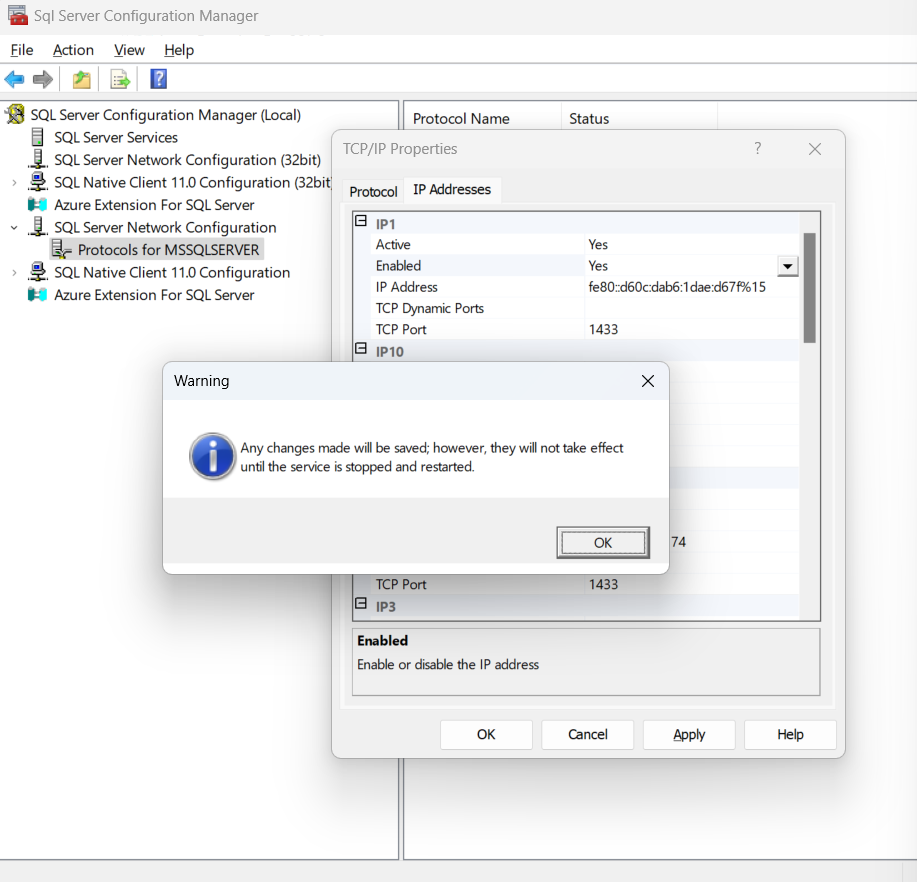 Sql Server Configuration Manager
File Action View Help
SQL Server Configuration Manager (Local)
SQL Server Services
SQL Server Network Configuration (32bit)
SQL Native Client 11.0 Configuration (32bit
Azure Extension For SQL Server
SQL Server Network Configuration
Protocols for MSSQLSERVER
SQL Native Client 11.0 Configuration
Azure Extension For SQL Server
Protocol Name Status
TCP/IP Properties
Protocol IP Addresses
IP1
Active Yes
Enabled Yes
IP Address fe80::d60c:dab6:1dae:d67f%15
TCP Dynamic Ports
TCP Port 1433
IP10
Warning
Any changes made will be saved; however, they will not take effect
until the service is stopped and restarted.
OK
74
TCP Port 1433
IP3
Enabled
Enable or disable the IP address
OK Cancel Apply Help